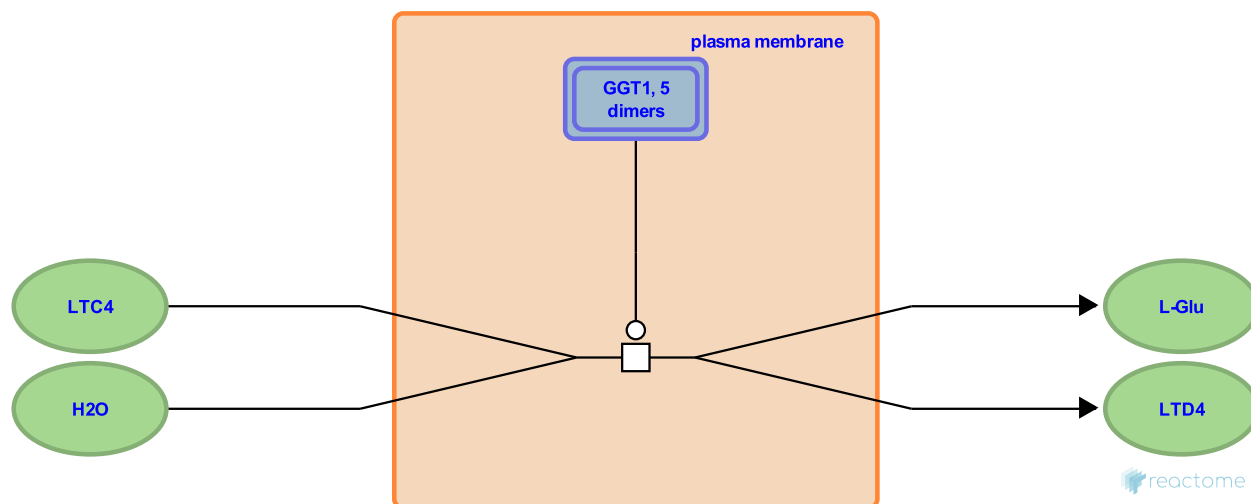 plasma membrane
GGT1, 5
dimers
LTC4
L-Glu
H2O
LTD4
reactome